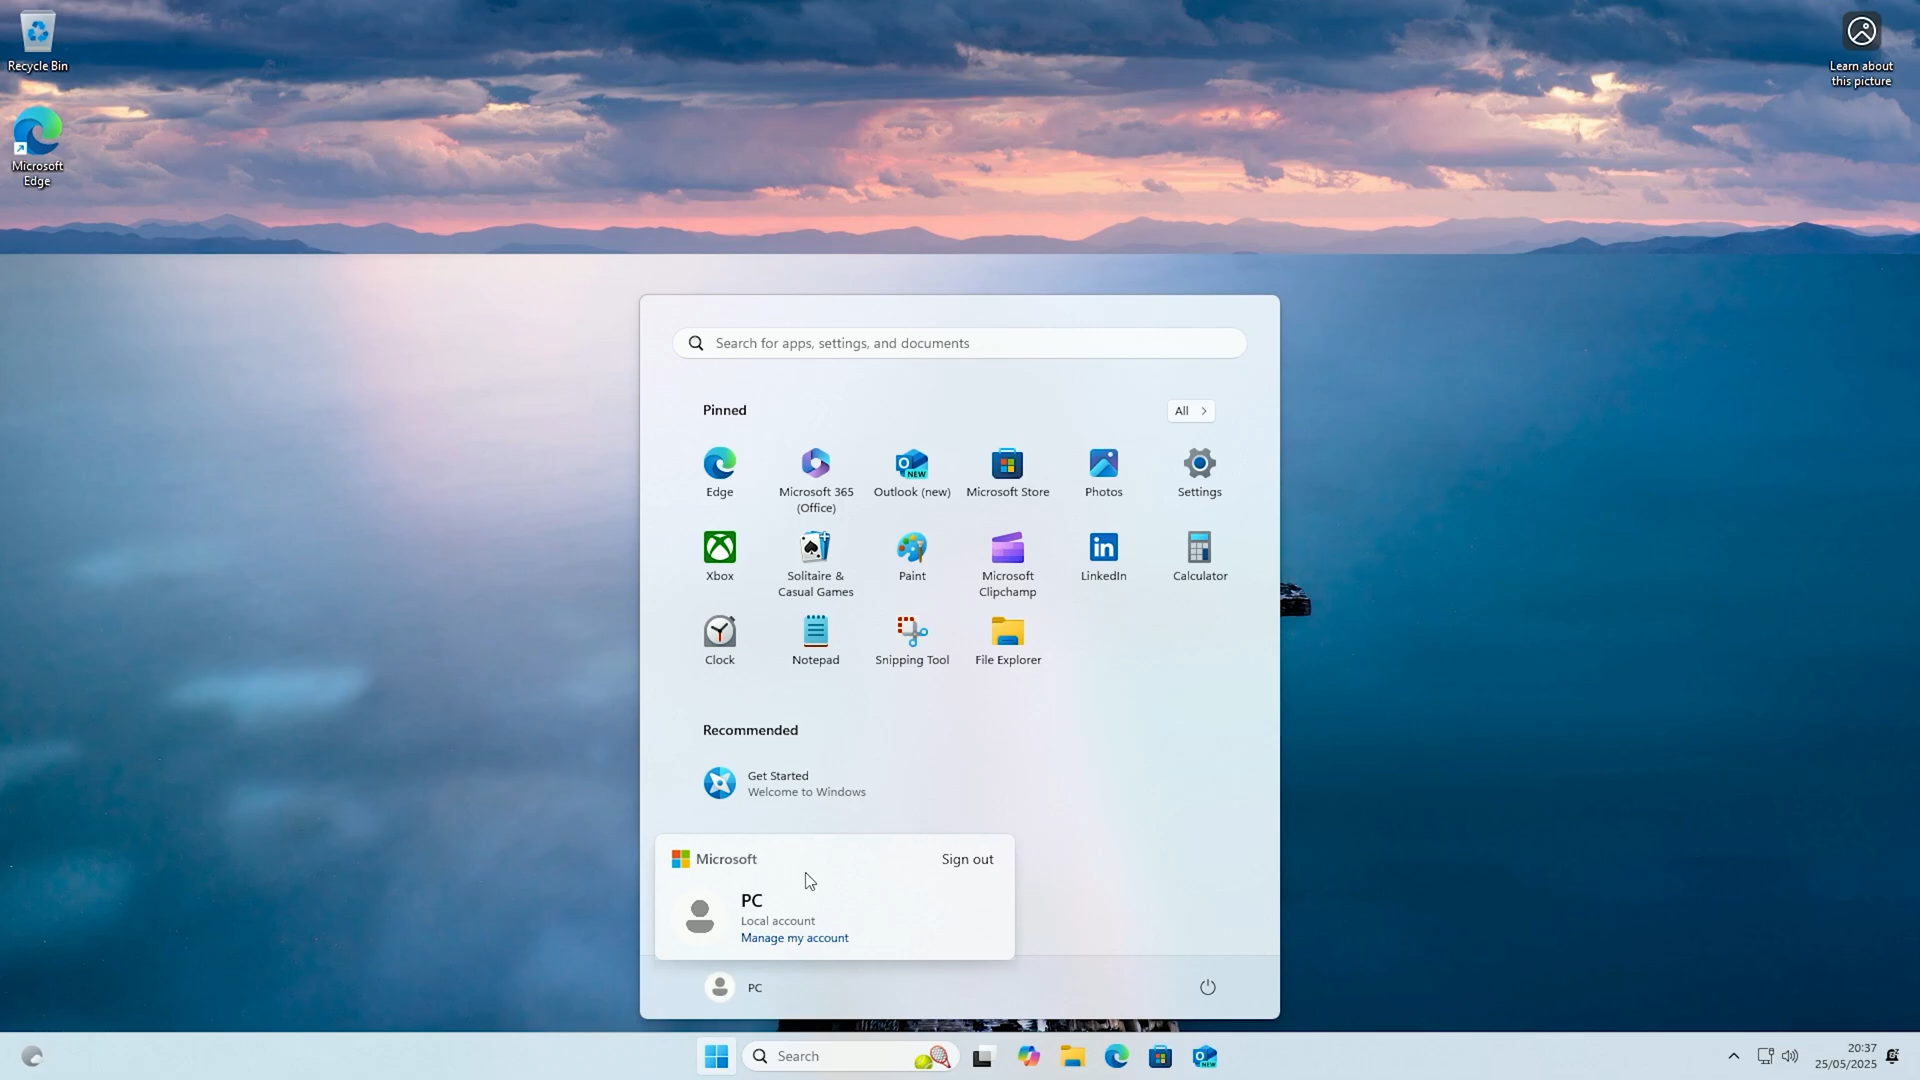 Recycle Bin
Microsoft
Edge
Learn about
this picture
Search for apps, settings, and documents
Pinned
All
Edge
Microsoft 365
(Office)
Outlook (new)
Microsoft Store
Photos
Settings
Xbox
Solitaire &
Casual Games
Paint
Microsoft
Clipchamp
LinkedIn
Calculator
Clock
Notepad
Snipping Tool
File Explorer
Recommended
Get Started
Welcome to Windows
Microsoft
Sign out
PC
Local account
Manage my account
PC
Search
20:37
25/05/2025